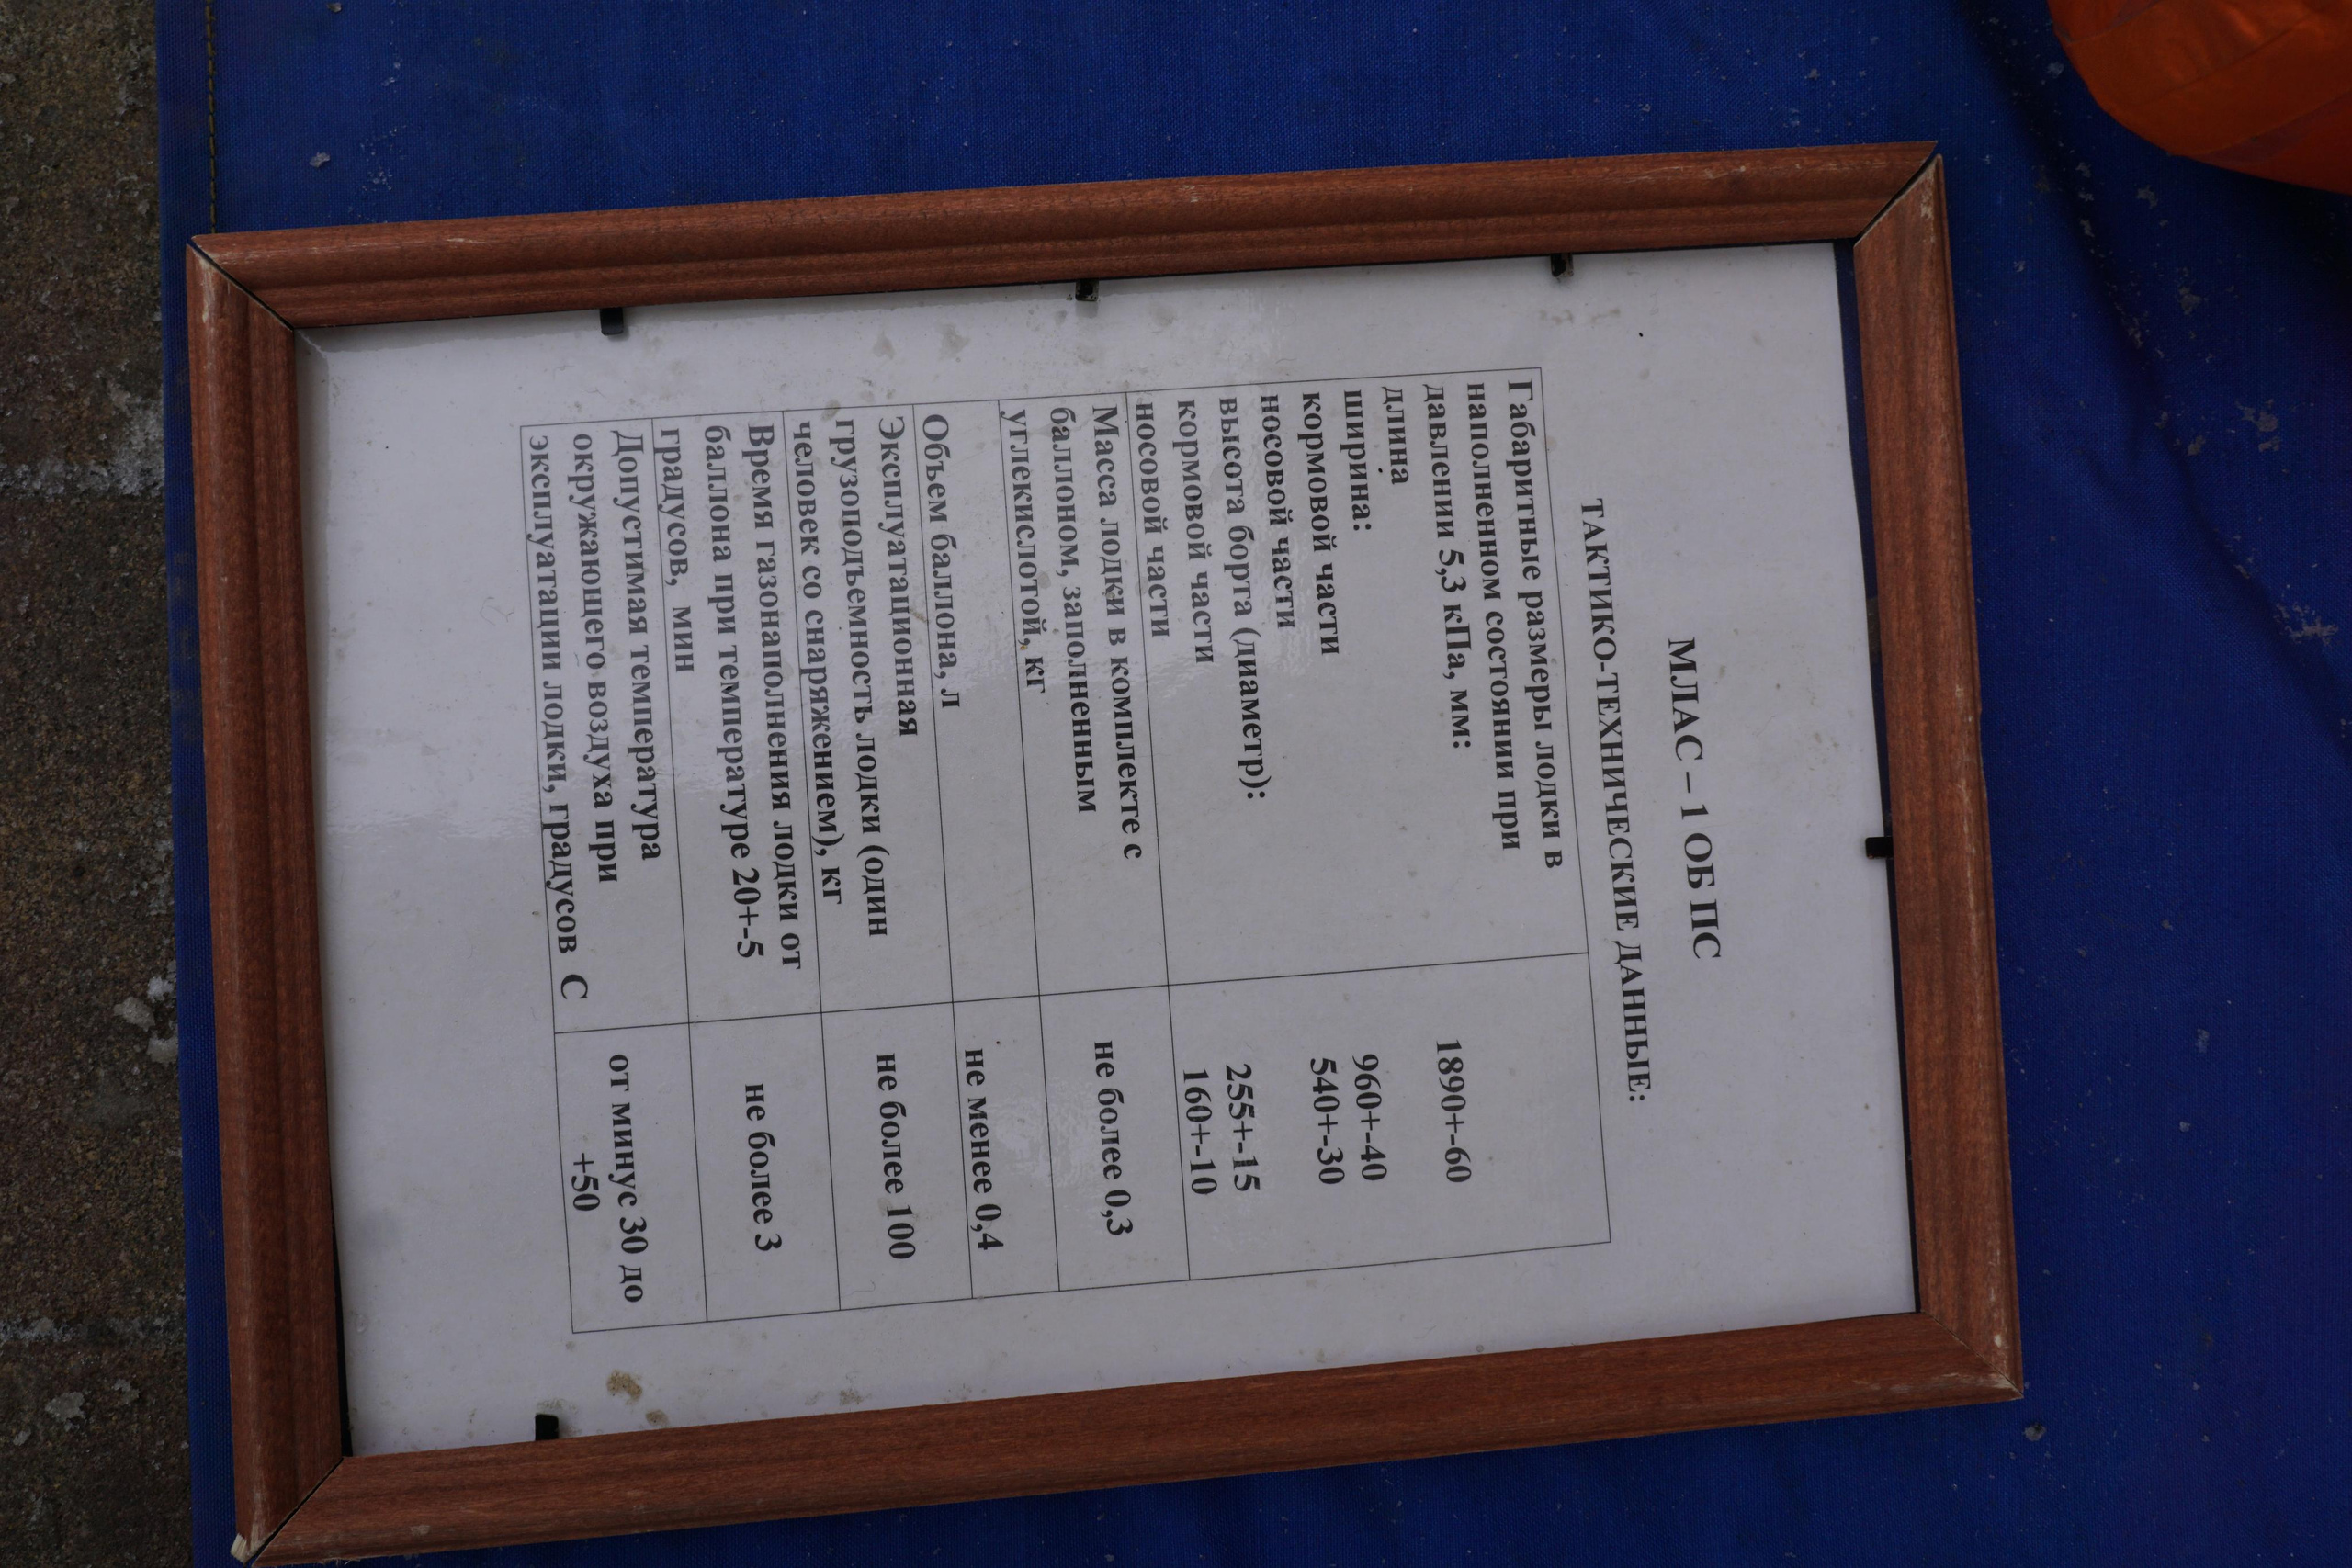 МЛАС – 1 ОБ ПС
ТАКТИКО-ТЕХНИЧЕСКИЕ ДАННЫЕ:
Габаритные размеры лодки в
наполненном состоянии при
давлении 5,3 кПа, мм:
длина 1890+-60
ширина:
кормовой части 960+-40
носовой части 540+-30
высота борта (диаметр):
кормовой части 255+-15
носовой части 160+-10
Масса лодки в комплекте с
баллоном, заполненным
углекислотой, кг
не более 0,3
Объем баллона, л не менее 0,4
Эксплуатационная
грузоподъемность лодки (один
человек со снаряжением), кг
не более 100
Время газонаполнения лодки от
баллона при температуре 20+-5
градусов, мин
не более 3
Допустимая температура
окружающего воздуха при
эксплуатации лодки, градусов С
от минус 30 до
+50